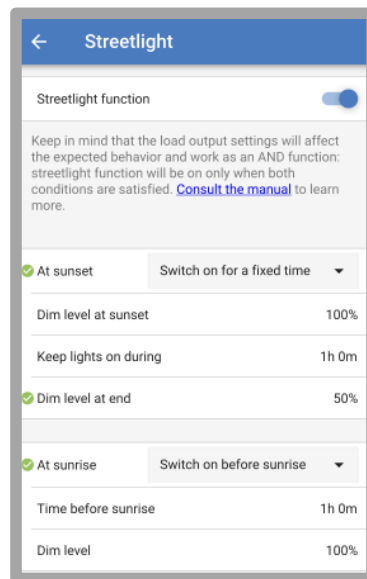 Streetlight
Streetlight function
Keep in mind that the load output settings will affect
the expected behavior and work as an AND function:
streetlight function will be on only when both
conditions are satisfied. Consult the manual to learn
more.
At sunset Switch on for a fixed time
Dim level at sunset 100%
Keep lights on during 1h 0m
Dim level at end 50%
At sunrise Switch on before sunrise
Time before sunrise 1h 0m
Dim level 100%